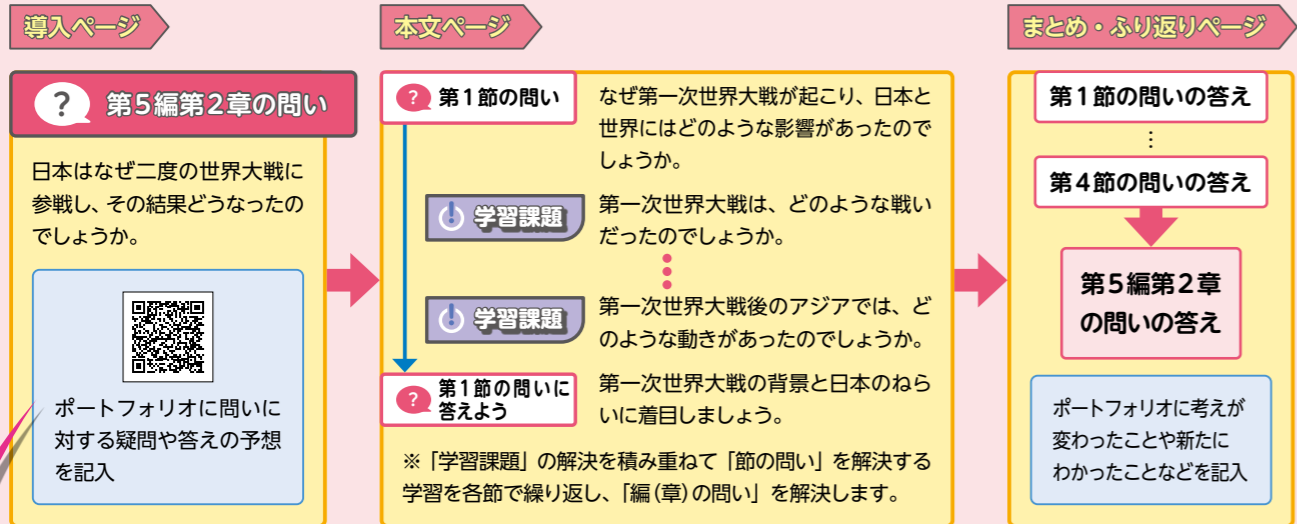 導入ページ
? 第5編第2章の問い
日本はなぜ二度の世界大戦に
参戦し、その結果どうなったの
でしょうか。
ポートフォリオに問いに
対する疑問や答えの予想
を記入
本文ページ
? 第1節の問い
なぜ第一次世界大戦が起こり、日本と
世界にはどのような影響があったので
しょうか。
学習課題
第一次世界大戦は、どのような戦い
だったのでしょうか。
学習課題
第一次世界大戦後のアジアでは、ど
のような動きがあったのでしょうか。
? 第1節の問いに
答えよう
第一次世界大戦の背景と日本のねら
いに着目しましょう。
※「学習課題」の解決を積み重ねて「節の問い」を解決する
学習を各節で繰り返し、「編(章)の問い」を解決します。
まとめ・ふり返りページ
第1節の問いの答え
⋮
第4節の問いの答え
第5編第2章
の問いの答え
ポートフォリオに考えが
変わったことや新たに
わかったことなどを記入